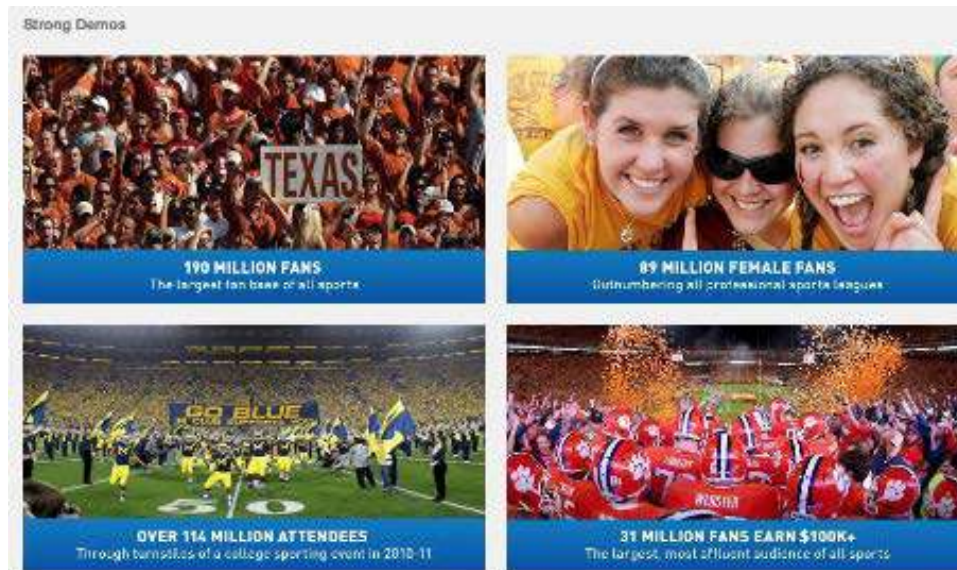 Strong Demos
TEXAS
190 MILLION FANS
The largest fan base of all sports
89 MILLION FEMALE FANS
Outnumbering all professional sports leagues
GO BLUE
50
OVER 114 MILLION ATTENDEES
Through turnstiles of a college sporting event in 2010-11
WEBSTER
31 MILLION FANS EARN $100K+
The largest, most affluent audience of all sports